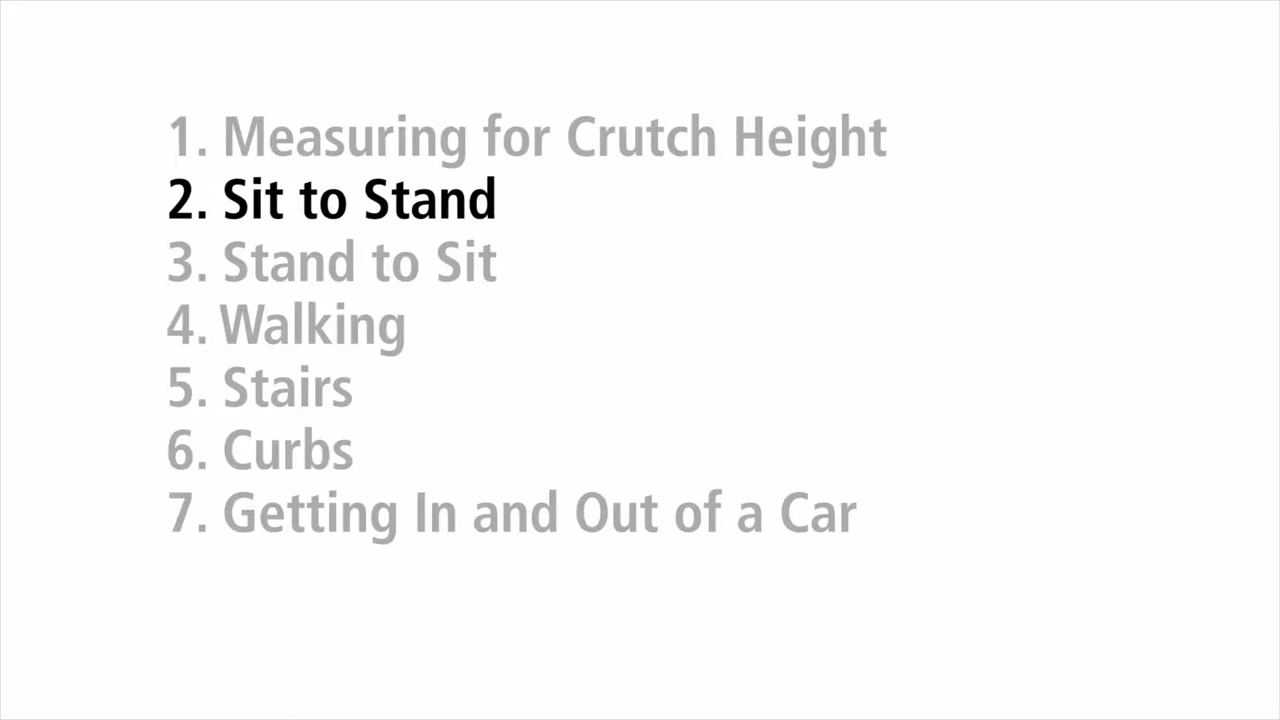 1. Measuring for Crutch Height
2. Sit to Stand
3. Stand to Sit
4. Walking
5. Stairs
6. Curbs
7. Getting In and Out of a Car